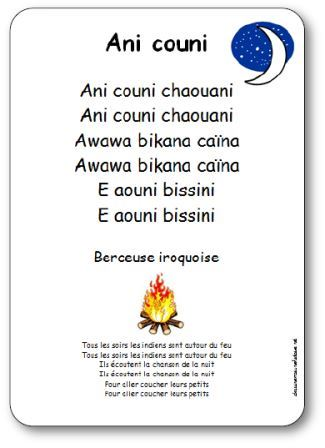 Ani couni
Ani couni chaouani
Ani couni chaouani
Awawa bikana caïna
Awawa bikana caïna
E aouni bissini
E aouni bissini
Berceuse iroquoise
Tous les soirs les indiens sont autour du feu
Tous les soirs les indiens sont autour du feu
Ils écoutent la chanson de la nuit
Ils écoutent la chanson de la nuit
Pour aller coucher leurs petits
Pour aller coucher leurs petits